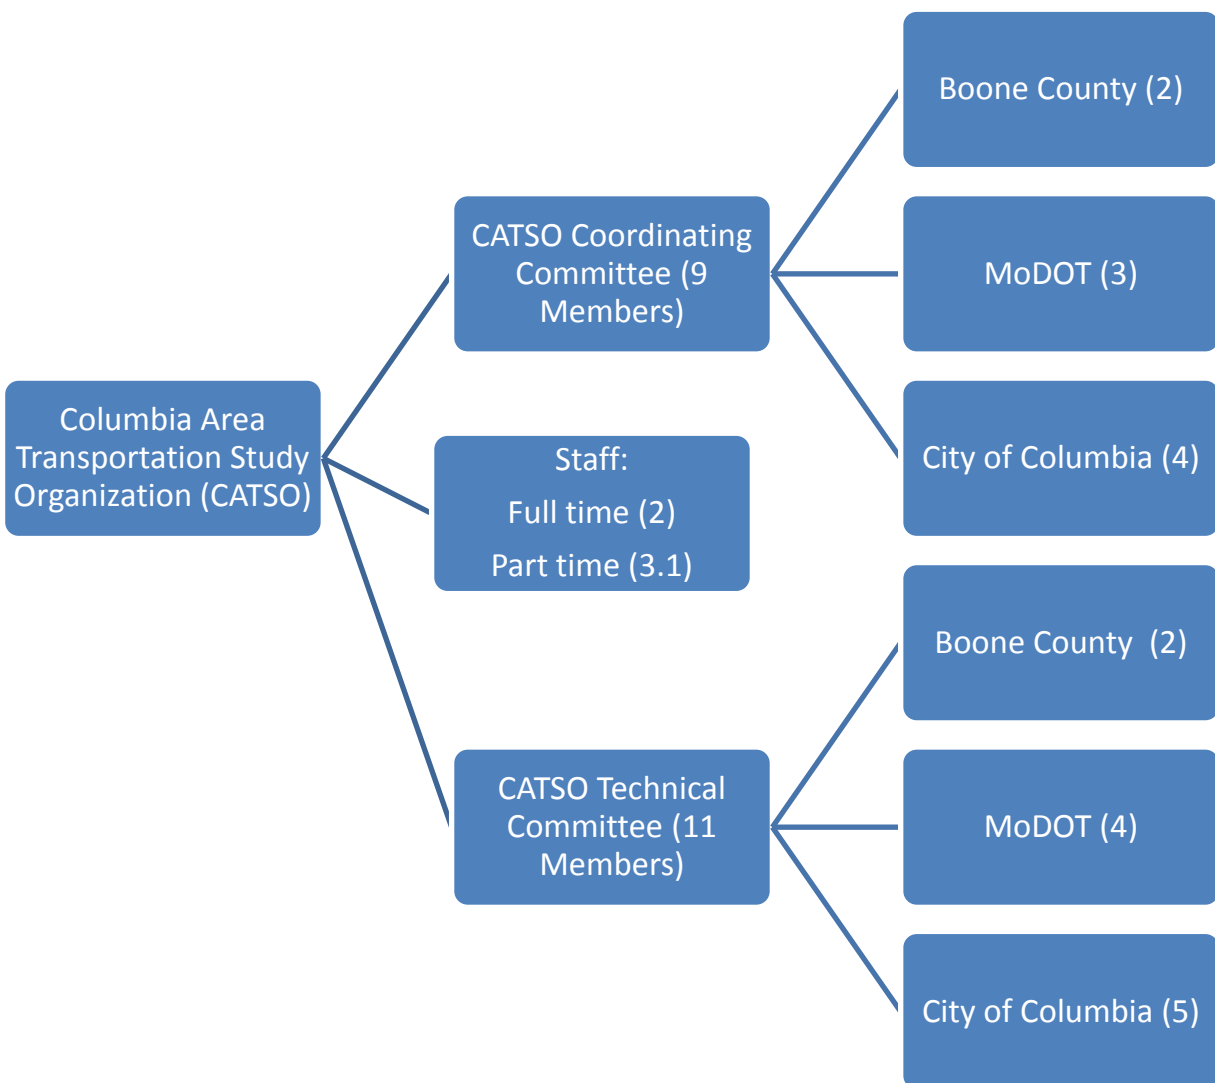 Columbia Area
Transportation Study
Organization (CATSO)
CATSO Coordinating
Committee (9
Members)
Boone County (2)
MoDOT (3)
City of Columbia (4)
Staff:
Full time (2)
Part time (3.1)
CATSO Technical
Committee (11
Members)
Boone County  (2)
MoDOT (4)
City of Columbia (5)